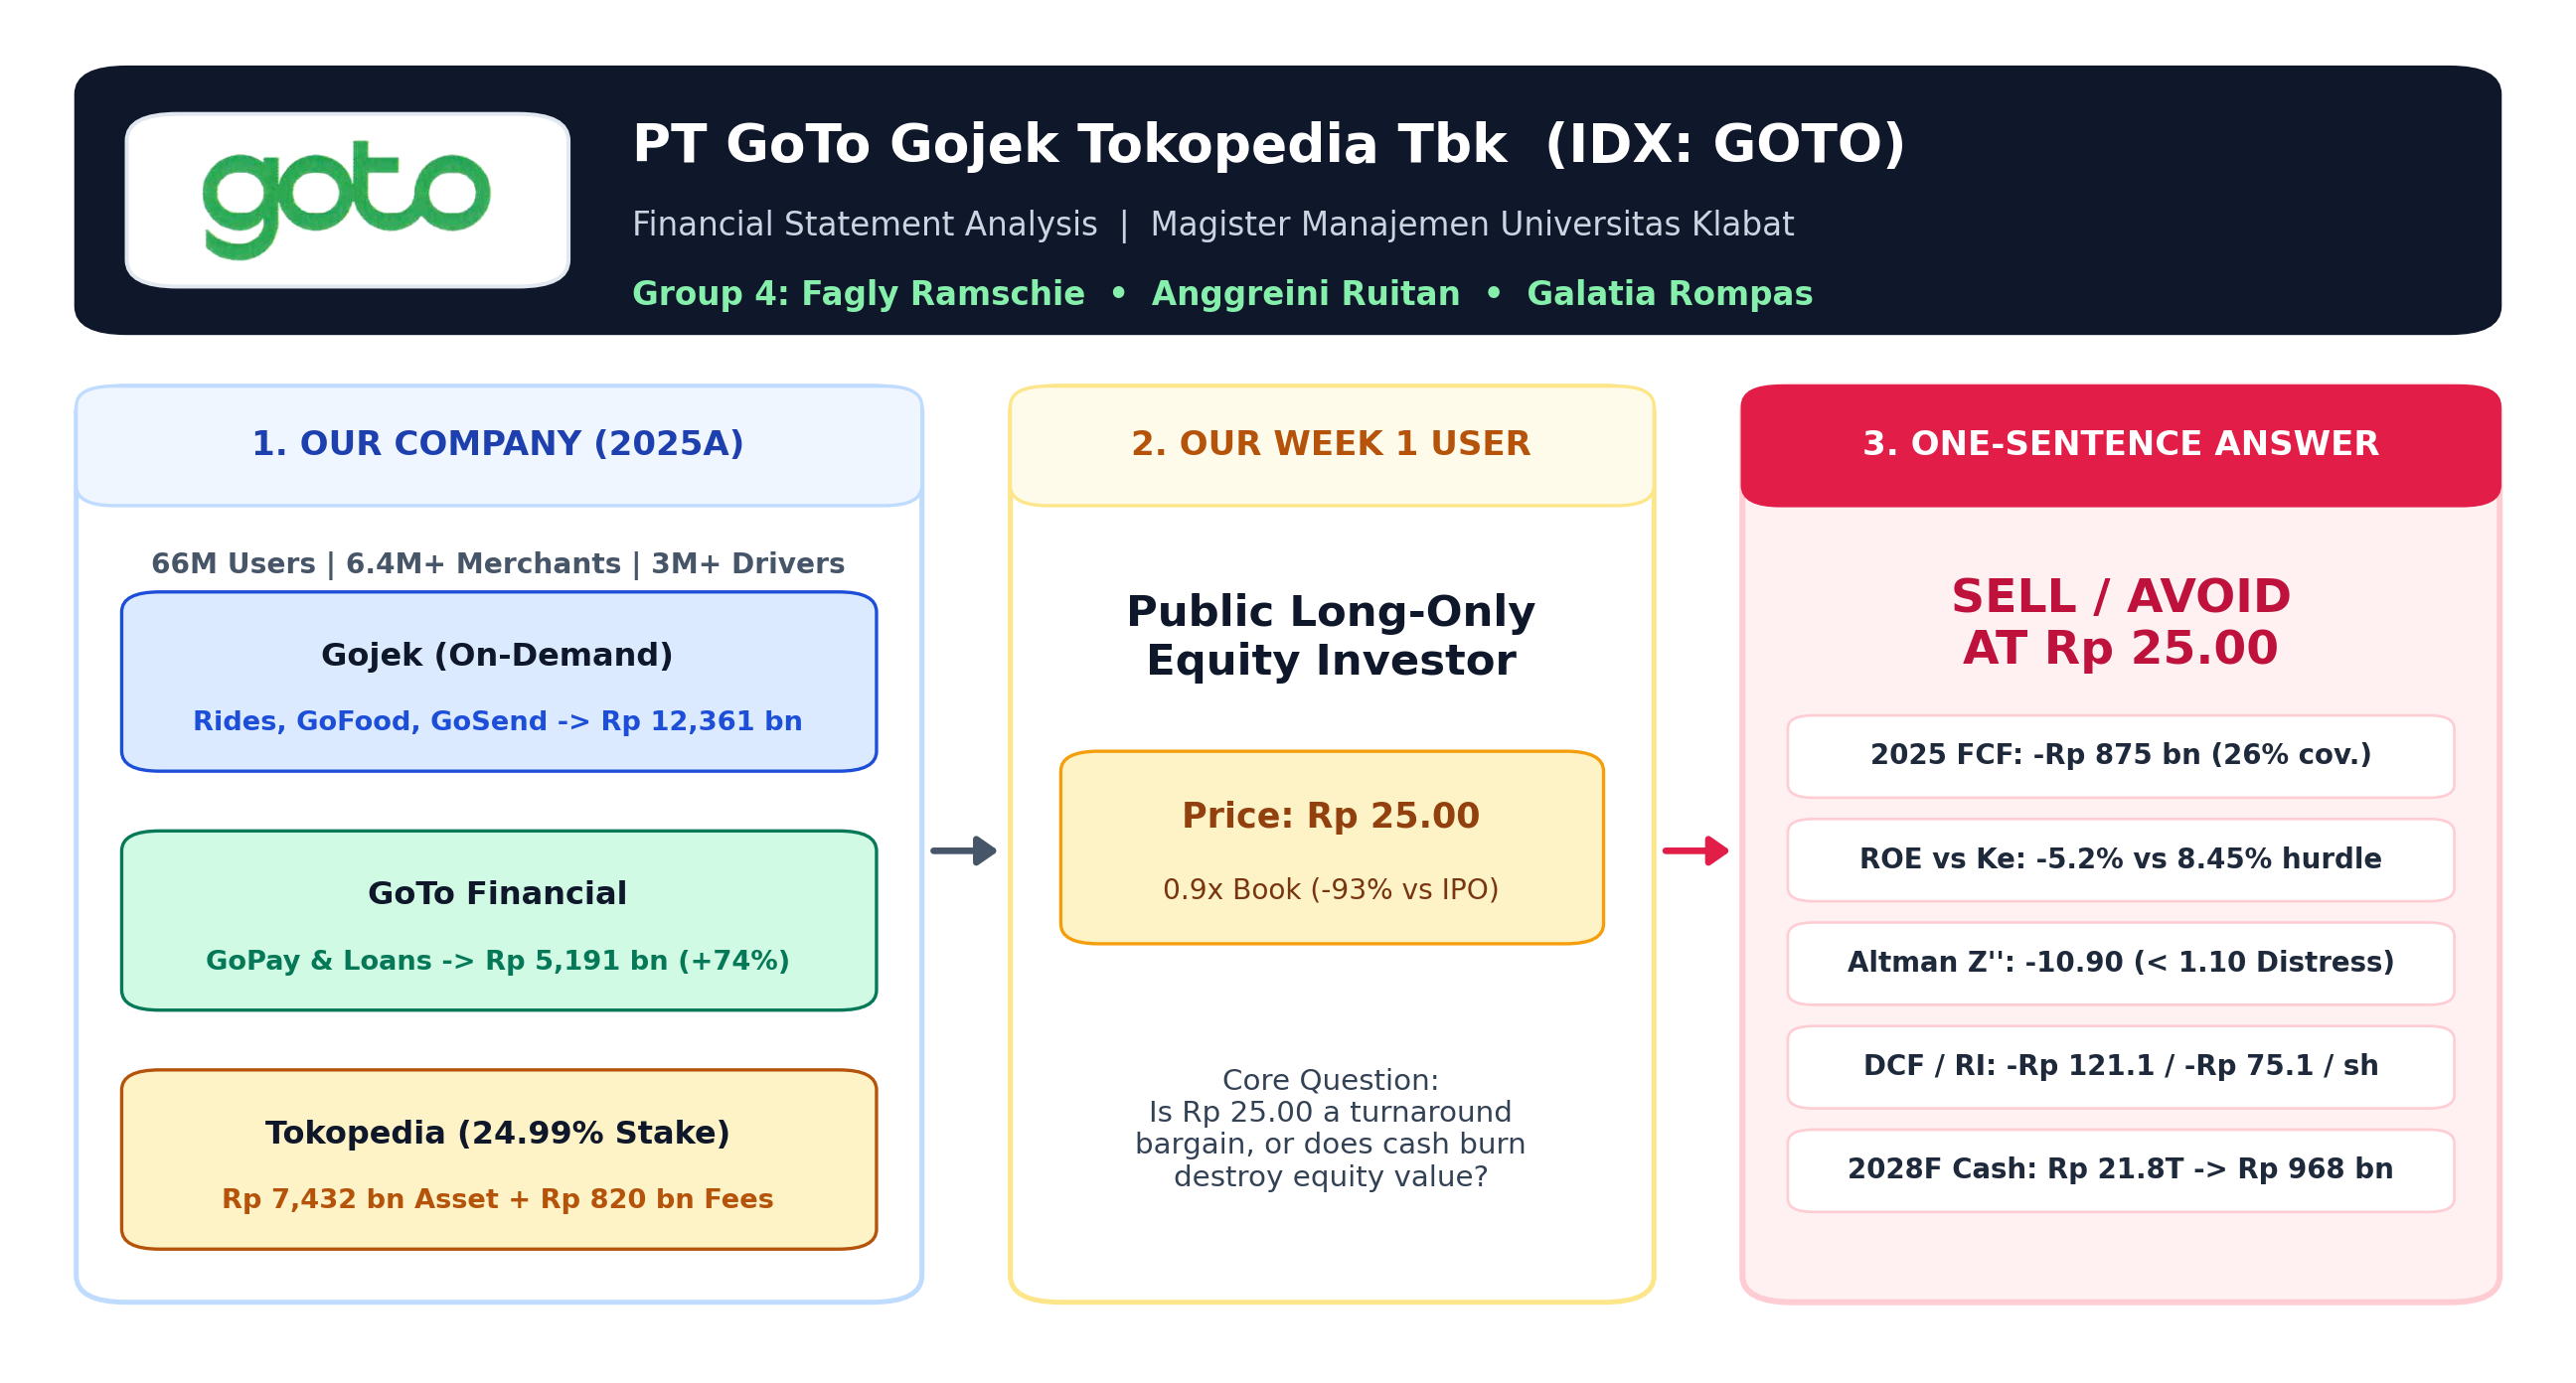 goto
PT GoTo Gojek Tokopedia Tbk (IDX: GOTO)
Financial Statement Analysis | Magister Manajemen Universitas Klabat
Group 4: Fagly Ramschie • Anggreini Ruitan • Galatia Rompas
1. OUR COMPANY (2025A)
66M Users | 6.4M+ Merchants | 3M+ Drivers
Gojek (On-Demand)
Rides, GoFood, GoSend -> Rp 12,361 bn
GoTo Financial
GoPay & Loans -> Rp 5,191 bn (+74%)
Tokopedia (24.99% Stake)
Rp 7,432 bn Asset + Rp 820 bn Fees
2. OUR WEEK 1 USER
Public Long-Only
Equity Investor
Price: Rp 25.00
0.9x Book (-93% vs IPO)
Core Question:
Is Rp 25.00 a turnaround
bargain, or does cash burn
destroy equity value?
3. ONE-SENTENCE ANSWER
SELL / AVOID
AT Rp 25.00
2025 FCF: -Rp 875 bn (26% cov.)
ROE vs Ke: -5.2% vs 8.45% hurdle
Altman Z'': -10.90 (< 1.10 Distress)
DCF / RI: -Rp 121.1 / -Rp 75.1 / sh
2028F Cash: Rp 21.8T -> Rp 968 bn